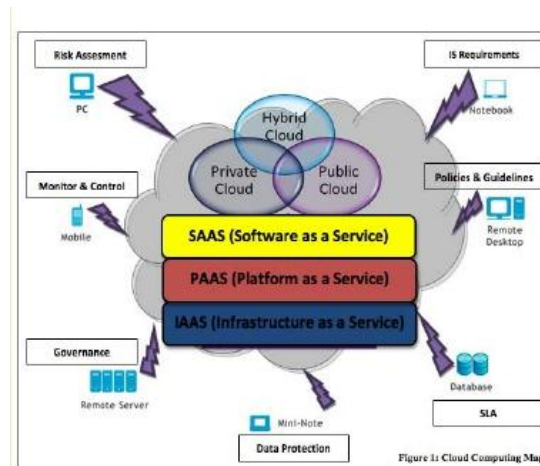 Risk Assesment
PC
IS Requirements
Notebook
Hybrid
Cloud
Private
Cloud
Public
Cloud
Monitor & Control
Mobile
Policies & Guidelines
Remote
Desktop
SAAS (Software as a Service)
PAAS (Platform as a Service)
IAAS (Infrastructure as a Service)
Governance
Remote Server
Database
SLA
Mini-Note
Data Protection
Figure 1: Cloud Computing Map